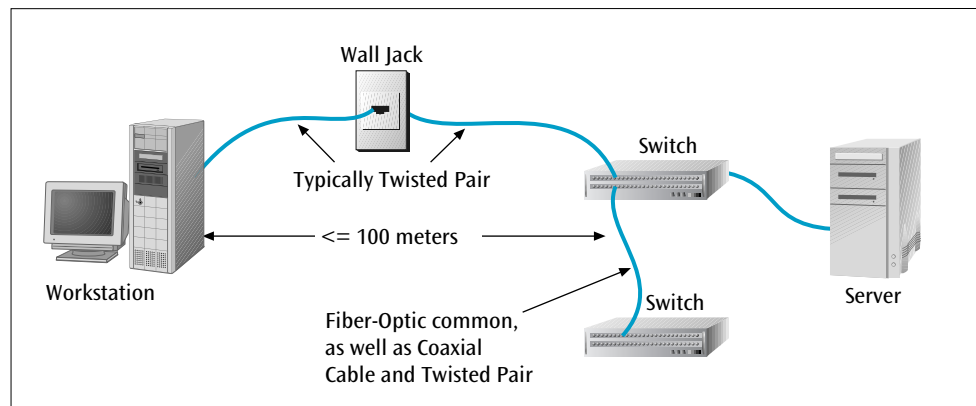 Wall Jack
Switch
Typically Twisted Pair
<= 100 meters
Workstation
Server
Switch
Fiber-Optic common,
as well as Coaxial
Cable and Twisted Pair